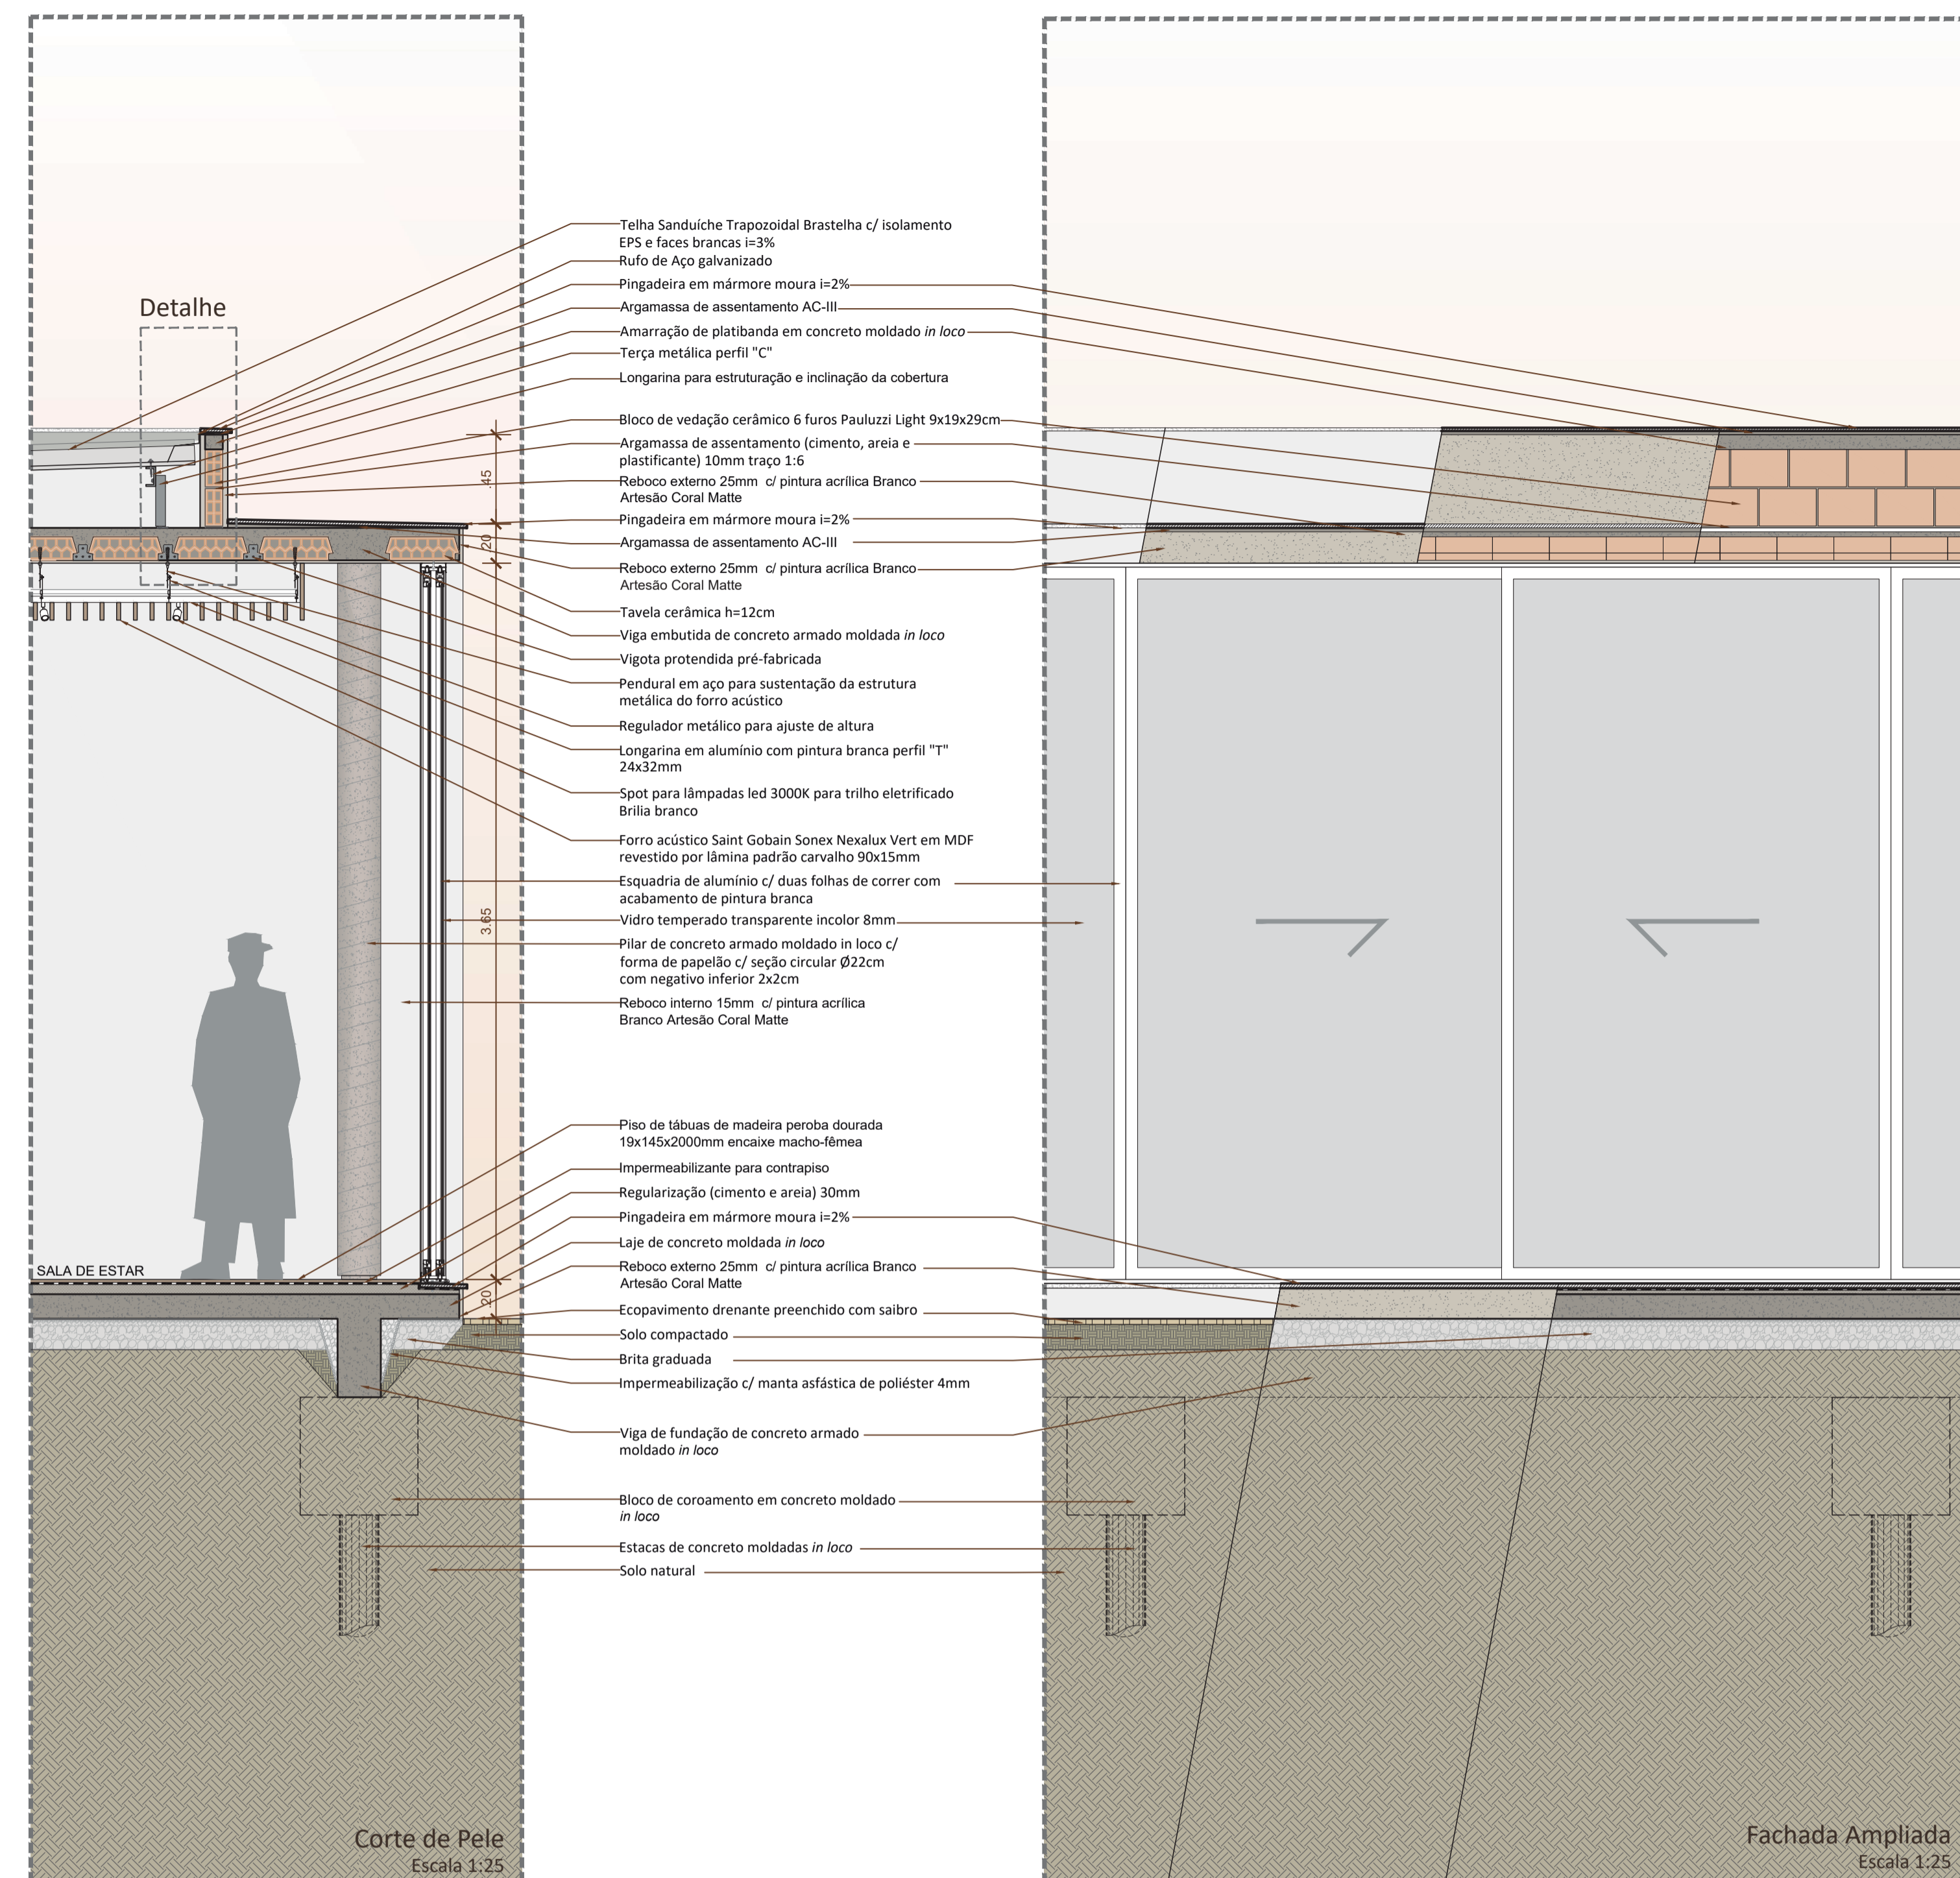 Detalhe
Telha Sanduíche Trapozoidal Brastelha c/ isolamento
EPS e faces brancas i=3%
Rufo de Aço galvanizado
Pingadeira em mármore moura i=2%
Argamassa de assentamento AC-III
Amarração de platibanda em concreto moldado in loco
Terça metálica perfil "C"
Longarina para estruturação e inclinação da cobertura
Bloco de vedação cerâmico 6 furos Pauluzzi Light 9x19x29cm
Argamassa de assentamento (cimento, areia e
plastificante) 10mm traço 1:6
Reboco externo 25mm c/ pintura acrílica Branco
Artesão Coral Matte
Pingadeira em mármore moura i=2%
Argamassa de assentamento AC-III
Reboco externo 25mm c/ pintura acrílica Branco
Artesão Coral Matte
Tavela cerâmica h=12cm
Viga embutida de concreto armado moldada in loco
Vigota protendida pré-fabricada
Pendural em aço para sustentação da estrutura
metálica do forro acústico
Regulador metálico para ajuste de altura
Longarina em alumínio com pintura branca perfil "T"
24x32mm
Spot para lâmpadas led 3000K para trilho eletrificado
Brilia branco
Forro acústico Saint Gobain Sonex Nexalux Vert em MDF
revestido por lâmina padrão carvalho 90x15mm
Esquadria de alumínio c/ duas folhas de correr com
acabamento de pintura branca
Vidro temperado transparente incolor 8mm
Pilar de concreto armado moldado in loco c/
forma de papelão c/ seção circular Ø22cm
com negativo inferior 2x2cm
Reboco interno 15mm c/ pintura acrílica
Branco Artesão Coral Matte
Piso de tábuas de madeira peroba dourada
19x145x2000mm encaixe macho-fêmea
Impermeabilizante para contrapiso
Regularização (cimento e areia) 30mm
Pingadeira em mármore moura i=2%
Laje de concreto moldada in loco
Reboco externo 25mm c/ pintura acrílica Branco
Artesão Coral Matte
Ecopavimento drenante preenchido com saibro
Solo compactado
Brita graduada
Impermeabilização c/ manta asfástica de poliéster 4mm
Viga de fundação de concreto armado
moldado in loco
Bloco de coroamento em concreto moldado
in loco
Estacas de concreto moldadas in loco
Solo natural
.45
.20
3.65
.20
SALA DE ESTAR
Corte de Pele
Escala 1:25
Fachada Ampliada
Escala 1:25